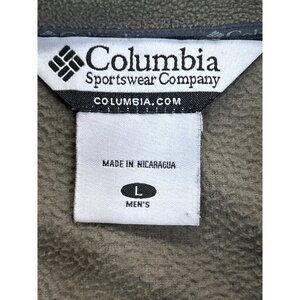 Columbia
Sportswear Company
COLUMBIA.COM
MADE IN NICARAGUA
L
MEN'S